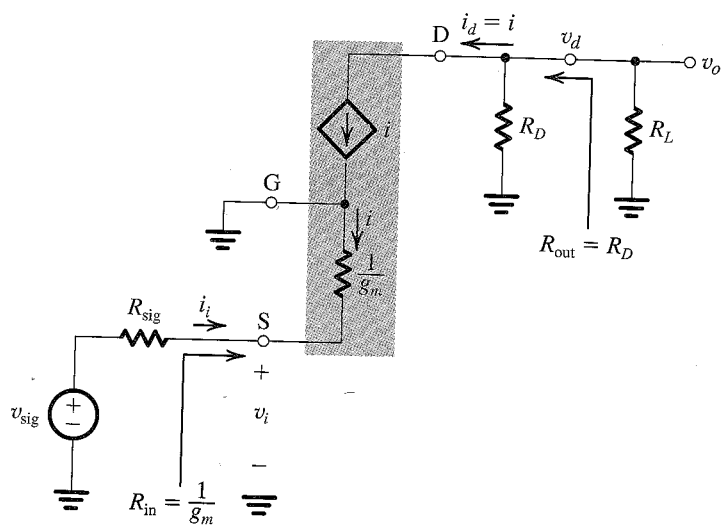 D
i_d = i
v_d
v_o
i
R_D
R_L
G
i
R_out = R_D
1/g_m
R_sig
i_i
S
+
v_sig
+
−
v_i
−
R_in = 1/g_m